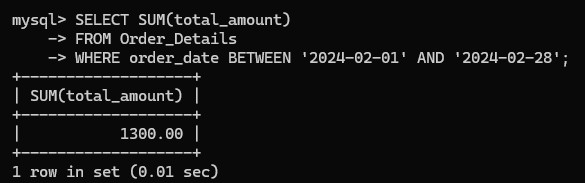 mysql> SELECT SUM(total_amount)
    -> FROM Order_Details
    -> WHERE order_date BETWEEN '2024-02-01' AND '2024-02-28';
+-------------------+
| SUM(total_amount) |
+-------------------+
|           1300.00 |
+-------------------+
1 row in set (0.01 sec)